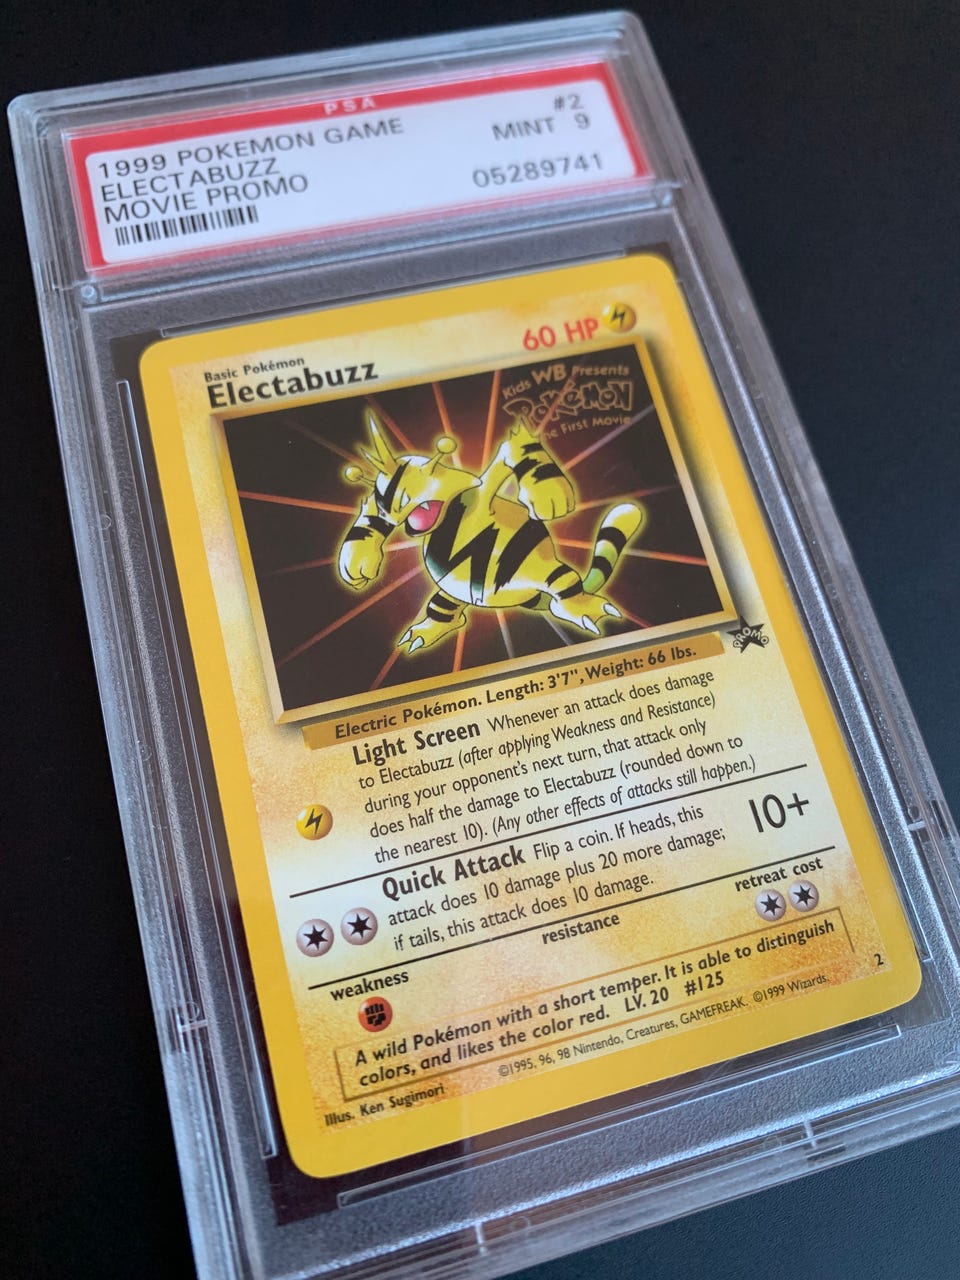 PSA
1999 POKEMON GAME #2
ELECTABUZZ MINT 9
MOVIE PROMO 05289741
Basic Pokémon
Electabuzz 60 HP
Kids WB Presents
POKéMON
he First Movie
PROMO
Electric Pokémon. Length: 3'7", Weight: 66 lbs.
Light Screen Whenever an attack does damage
to Electabuzz (after applying Weakness and Resistance)
during your opponent's next turn, that attack only
does half the damage to Electabuzz (rounded down to
the nearest 10). (Any other effects of attacks still happen.)
Quick Attack Flip a coin. If heads, this
attack does 10 damage plus 20 more damage;
if tails, this attack does 10 damage.
10+
weakness resistance retreat cost
A wild Pokémon with a short temper. It is able to distinguish
colors, and likes the color red. LV. 20 #125
Illus. Ken Sugimori ©1995, 96, 98 Nintendo, Creatures, GAMEFREAK. ©1999 Wizards. 2